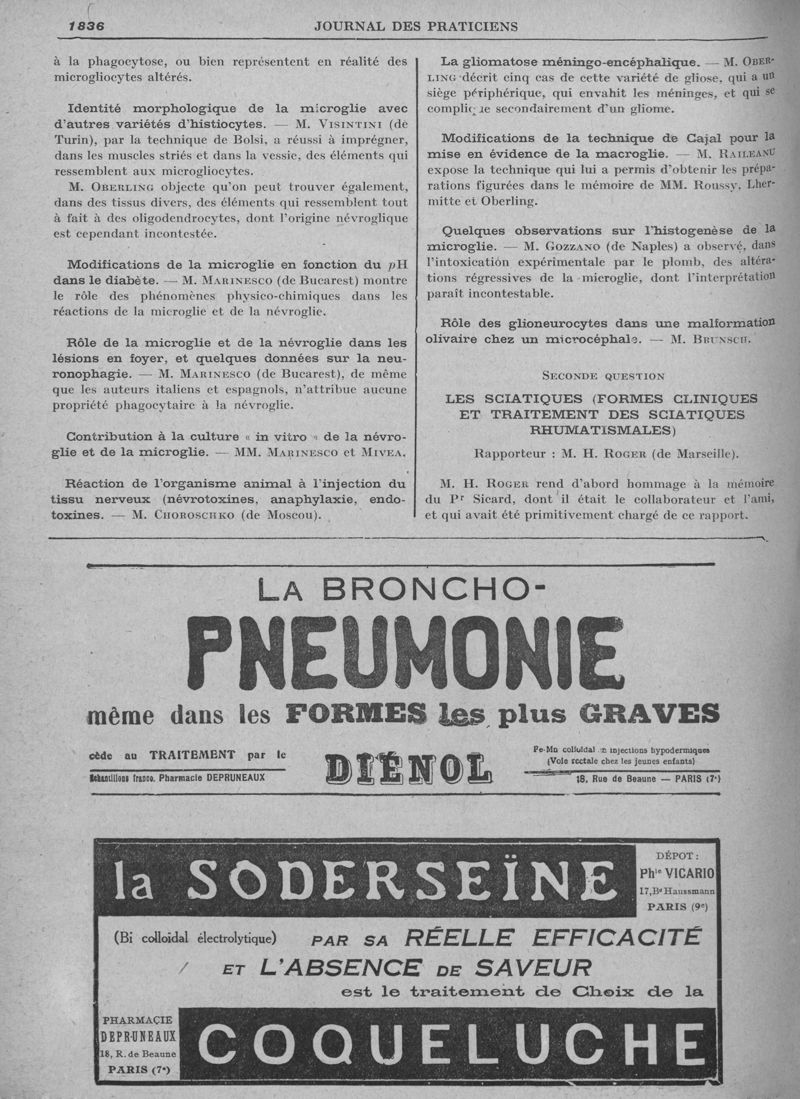 1836
JOURNAL DES PRATICIENS
à la phagocytose, ou bien représentent en réalité des
microgliocytes altérés.
Identité morphologique de la microglie avec
d'autres variétés d'histiocytes. — M. VISINTINI (de
Turin), par la technique de Bolsi, a réussi à imprégner,
dans les muscles striés et dans la vessie, des éléments qui
ressemblent aux microgliocytes.
M. OBERLING objecte qu'on peut trouver également,
dans des tissus divers, des éléments qui ressemblent tout
à fait à des oligodendrocytes, dont l'origine névroglique
est cependant incontestée.
Modifications de la microglie en fonction du pH
dans le diabète. — M. MARINESCO (de Bucarest) montre
le rôle des phénomènes physico-chimiques dans les
réactions de la microglie et de la névroglie.
Rôle de la microglie et de la névroglie dans les
lésions en foyer, et quelques données sur la neu-
ronophagie. — M. MARINESCO (de Bucarest), de même
que les auteurs italiens et espagnols, n'attribue aucune
propriété phagocytaire à la névroglie.
Contribution à la culture « in vitro » de la névro-
glie et de la microglie. — MM. MARINESCO et MIVEA.
Réaction de l'organisme animal à l'injection du
tissu nerveux (névrotoxines, anaphylaxie, endo-
toxines. — M. CHOROSCHKO (de Moscou).
La gliomatose méningo-encéphalique. — M. OBER-
LING décrit cinq cas de cette variété de gliose, qui a un
siège périphérique, qui envahit les méninges, et qui se
complique secondairement d'un gliome.
Modifications de la technique de Cajal pour la
mise en évidence de la macroglie. — M. RAILEANU
expose la technique qui lui a permis d'obtenir les prépa-
rations figurées dans le mémoire de MM. Roussy, Lher-
mitte et Oberling.
Quelques observations sur l'histogenèse de la
microglie. — M. GOZZANO (de Naples) a observé, dans
l'intoxication expérimentale par le plomb, des altéra-
tions régressives de la microglie, dont l'interprétation
paraît incontestable.
Rôle des glioneurocytes dans une malformation
olivaire chez un microcéphale. — M. BRUNSCH.
SECONDE QUESTION
LES SCIATIQUES (FORMES CLINIQUES
ET TRAITEMENT DES SCIATIQUES
RHUMATISMALES)
Rapporteur : M. H. ROGER (de Marseille).
M. H. ROGER rend d'abord hommage à la mémoire
du Pr Sicard, dont il était le collaborateur et l'ami,
et qui avait été primitivement chargé de ce rapport.
LA BRONCHO-
PNEUMONIE
même dans les FORMES les plus GRAVES
cède au TRAITEMENT par le
Echantillons franco. Pharmacie DEPRUNEAUX
DIÉNOL
Fe-Mn colloïdal en injections hypodermiques
(Voie rectale chez les jeunes enfants)
18, Rue de Beaune — PARIS (7e)
la SODERSEÏNE
DÉPOT :
Phie VICARIO
17, Bd Haussmann
PARIS (9e)
(Bi colloïdal électrolytique) PAR SA RÉELLE EFFICACITÉ
ET L'ABSENCE DE SAVEUR
est le traitement de Choix de la
PHARMACIE
DEPRUNEAUX
18, R. de Beaune
PARIS (7e)
COQUELUCHE